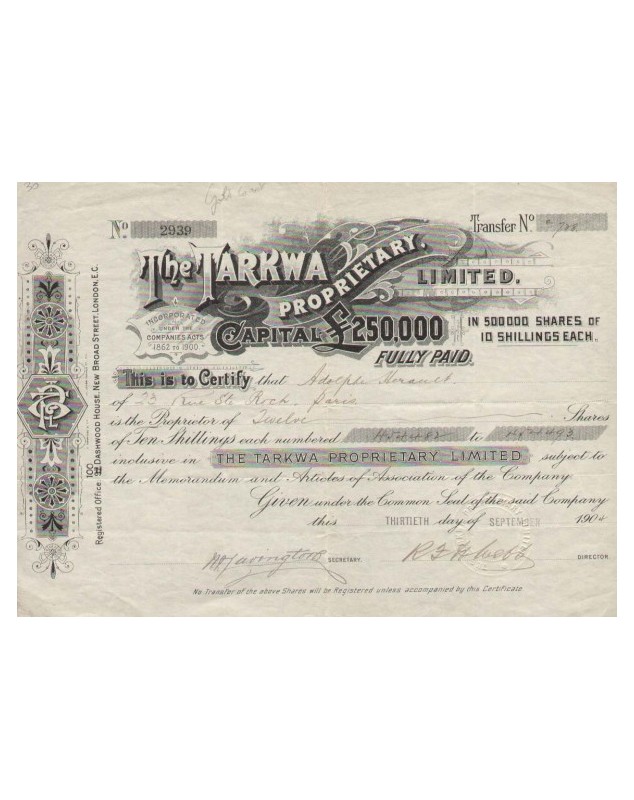 Gold Coast
No 2939
Transfer No
The TARKWA
PROPRIETARY,
LIMITED.
INCORPORATED
UNDER THE
COMPANIES ACTS
1862 to 1900
CAPITAL £250,000
FULLY PAID.
IN 500000 SHARES OF
10 SHILLINGS EACH.
This is to Certify that Adolphe Herault
of 23 Rue St. Roch. Paris
is the Proprietor of Twelve Shares
of Ten Shillings each numbered to
inclusive in THE TARKWA PROPRIETARY LIMITED subject to
the Memorandum and Articles of Association of the Company.
Given under the Common Seal of the said Company
this THIRTIETH day of SEPTEMBER 1904
SECRETARY.
DIRECTOR.
No Transfer of the above Shares will be Registered unless accompanied by this Certificate.
Registered Office: DASHWOOD HOUSE, NEW BROAD STREET, LONDON, E.C.